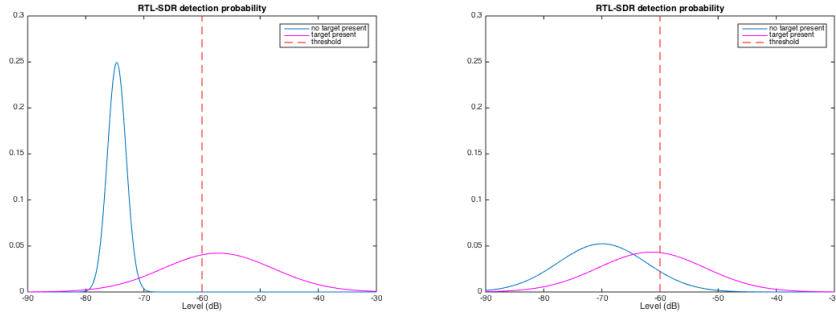 RTL-SDR detection probability
no target present
target present
threshold
0.3
0.25
0.2
0.15
0.1
0.05
0
-90 -80 -70 -60 -50 -40 -30
Level (dB)
RTL-SDR detection probability
no target present
target present
threshold
0.3
0.25
0.2
0.15
0.1
0.05
0
-90 -80 -70 -60 -50 -40 -3
Level (dB)